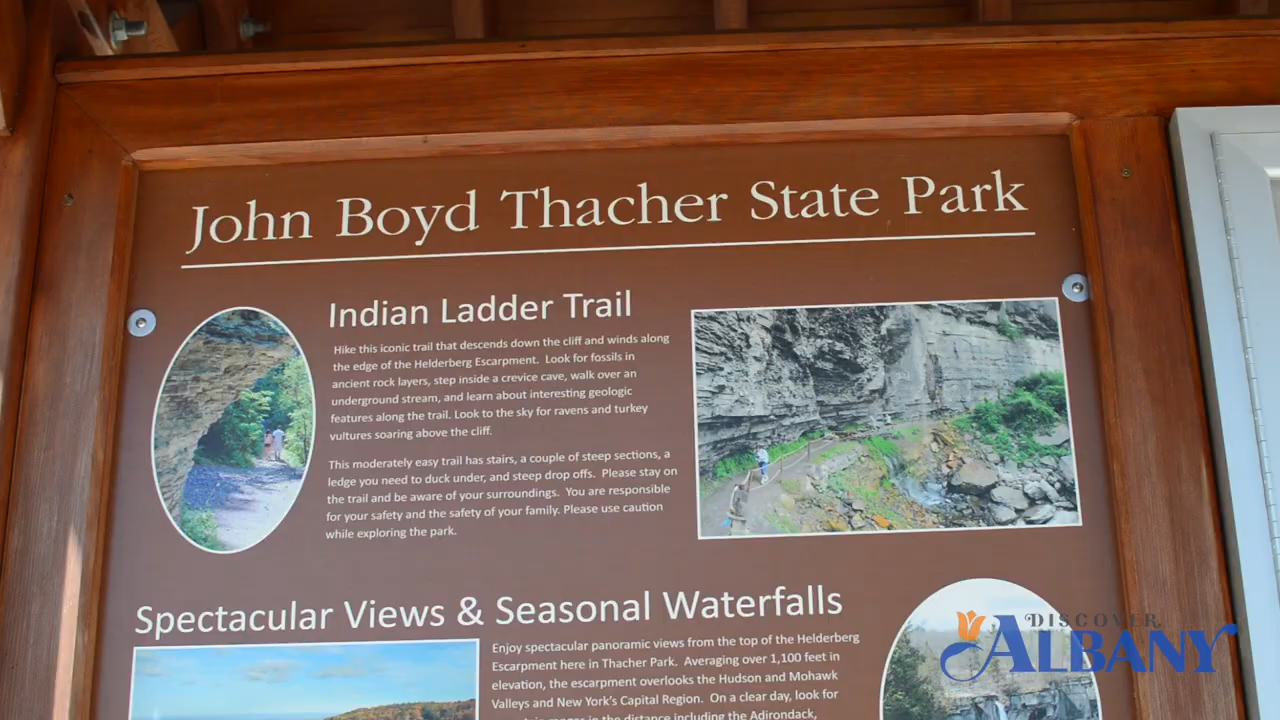 John Boyd Thacher State Park
Indian Ladder Trail
Hike this iconic trail that descends down the cliff and winds along
the edge of the Helderberg Escarpment. Look for fossils in
ancient rock layers, step inside a crevice cave, walk over an
underground stream, and learn about interesting geologic
features along the trail. Look to the sky for ravens and turkey
vultures soaring above the cliff.
This moderately easy trail has stairs, a couple of steep sections, a
ledge you need to duck under, and steep drop offs. Please stay on
the trail and be aware of your surroundings. You are responsible
for your safety and the safety of your family. Please use caution
while exploring the park.
Spectacular Views & Seasonal Waterfalls
Enjoy spectacular panoramic views from the top of the Helderberg
Escarpment here in Thacher Park. Averaging over 1,100 feet in
elevation, the escarpment overlooks the Hudson and Mohawk
Valleys and New York's Capital Region. On a clear day, look for
in the distance including the Adirondack,
DISCOVER
ALBANY